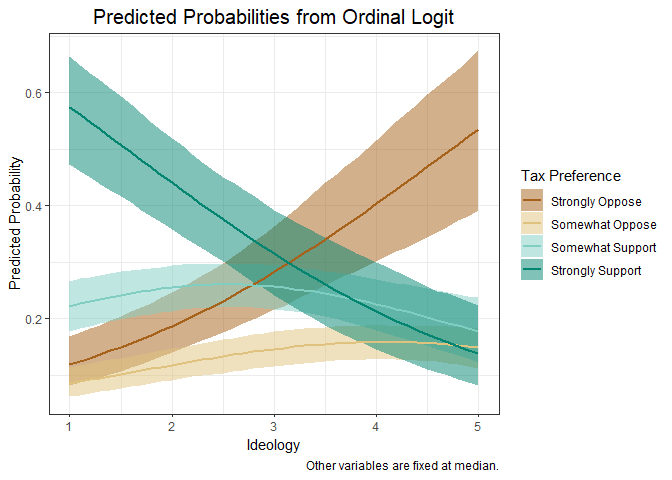 Predicted Probabilities from Ordinal Logit
Predicted Probability
0.6
0.4
0.2
1 2 3 4 5
Ideology
Tax Preference
Strongly Oppose
Somewhat Oppose
Somewhat Support
Strongly Support
Other variables are fixed at median.